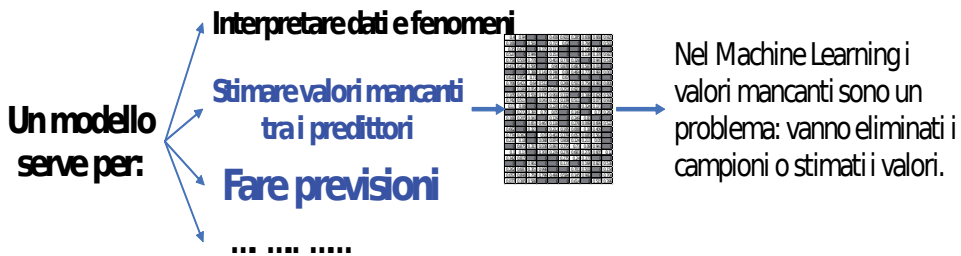 Interpretare dati e fenomeni
Un modello
serve per:
Stimare valori mancanti
tra i predittori
Fare previsioni
Nel Machine Learning i
valori mancanti sono un
problema: vanno eliminati i
campioni o stimati i valori.